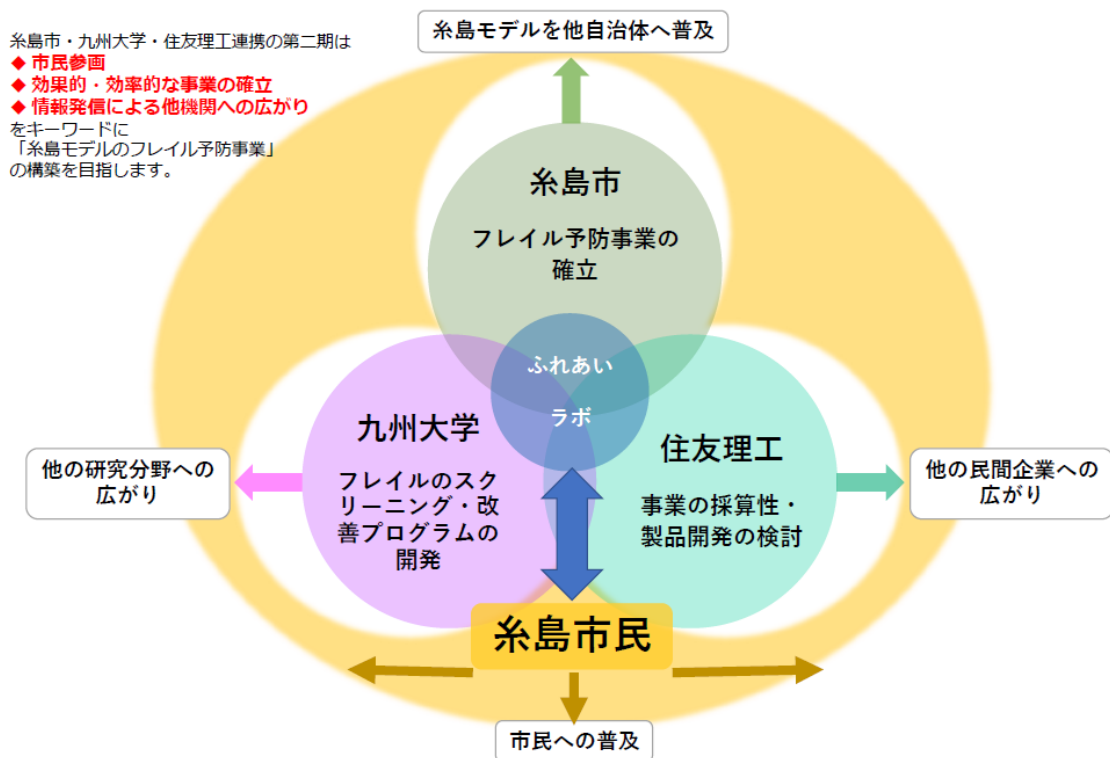 糸島モデルを他自治体へ普及
糸島市・九州大学・住友理工連携の第二期は
◆ 市民参画
◆ 効果的・効率的な事業の確立
◆ 情報発信による他機関への広がり
をキーワードに
「糸島モデルのフレイル予防事業」
の構築を目指します。
糸島市
フレイル予防事業の
確立
ふれあい
ラボ
九州大学
フレイルのスク
リーニング・改
善プログラムの
開発
住友理工
事業の採算性・
製品開発の検討
他の研究分野への
広がり
他の民間企業への
広がり
糸島市民
市民への普及